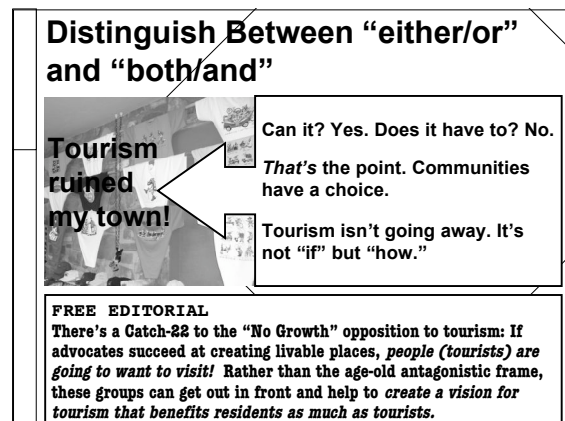 Distinguish Between “either/or”
and “both/and”
Tourism
ruined
my town!
Can it? Yes. Does it have to? No.
That’s the point. Communities
have a choice.
Tourism isn’t going away. It’s
not “if” but “how.”
FREE EDITORIAL
There’s a Catch-22 to the “No Growth” opposition to tourism: If
advocates succeed at creating livable places, people (tourists) are
going to want to visit! Rather than the age-old antagonistic frame,
these groups can get out in front and help to create a vision for
tourism that benefits residents as much as tourists.